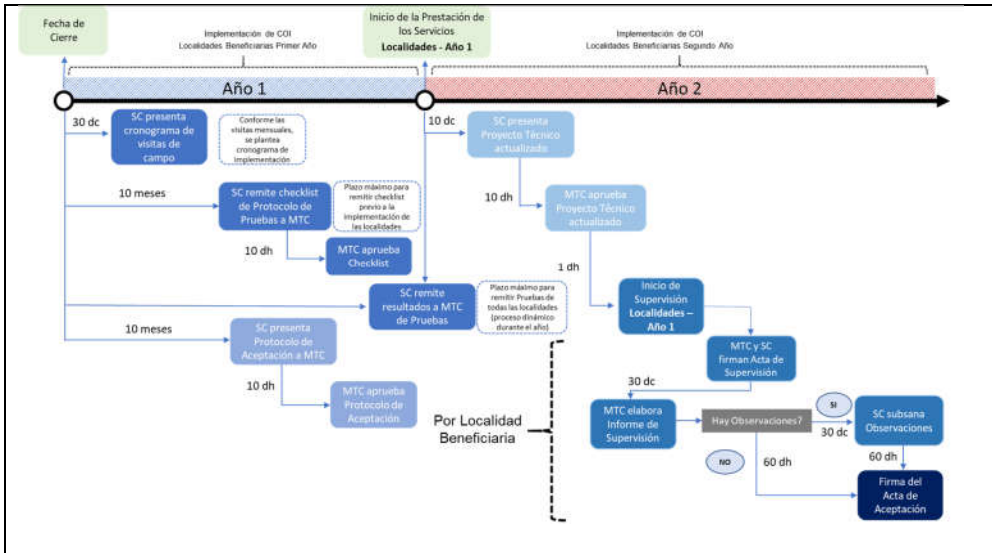 Fecha de
Cierre
Implementación de COI
Localidades Beneficiarias Primer Año
Inicio de la Prestación de
los Servicios
Localidades - Año 1
Implementación de COI
Localidades Beneficiarias Segundo Año
Año 1
Año 2
30 dc
SC presenta
cronograma de
visitas de
campo
Conforme las
visitas mensuales,
se plantea
cronograma de
implementación
10 dc
SC presenta
Proyecto Técnico
actualizado
10 meses
SC remite checklist
de Protocolo de
Pruebas a MTC
Plazo máximo para
remitir checklist
previo a la
implementación de
las localidades
10 dh
MTC aprueba
Proyecto Técnico
actualizado
10 dh
MTC aprueba
Checklist
1 dh
SC remite
resultados a MTC
de Pruebas
Plazo máximo para
remitir Pruebas de
todas las localidades
(proceso dinámico
durante el año)
Inicio de
Supervisión
Localidades –
Año 1
10 meses
SC presenta
Protocolo de
Aceptación a MTC
MTC y SC
firman Acta de
Supervisión
10 dh
MTC aprueba
Protocolo de
Aceptación
30 dc
Por Localidad
Beneficiaria
MTC elabora
Informe de
Supervisión
Hay Observaciones?
SI
30 dc
SC subsana
Observaciones
NO
60 dh
60 dh
Firma del
Acta de
Aceptación